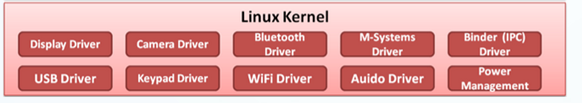 Linux Kernel
Display Driver
Camera Driver
Bluetooth
Driver
M-Systems
Driver
Binder (IPC)
Driver
USB Driver
Keypad Driver
WiFi Driver
Auido Driver
Power
Management